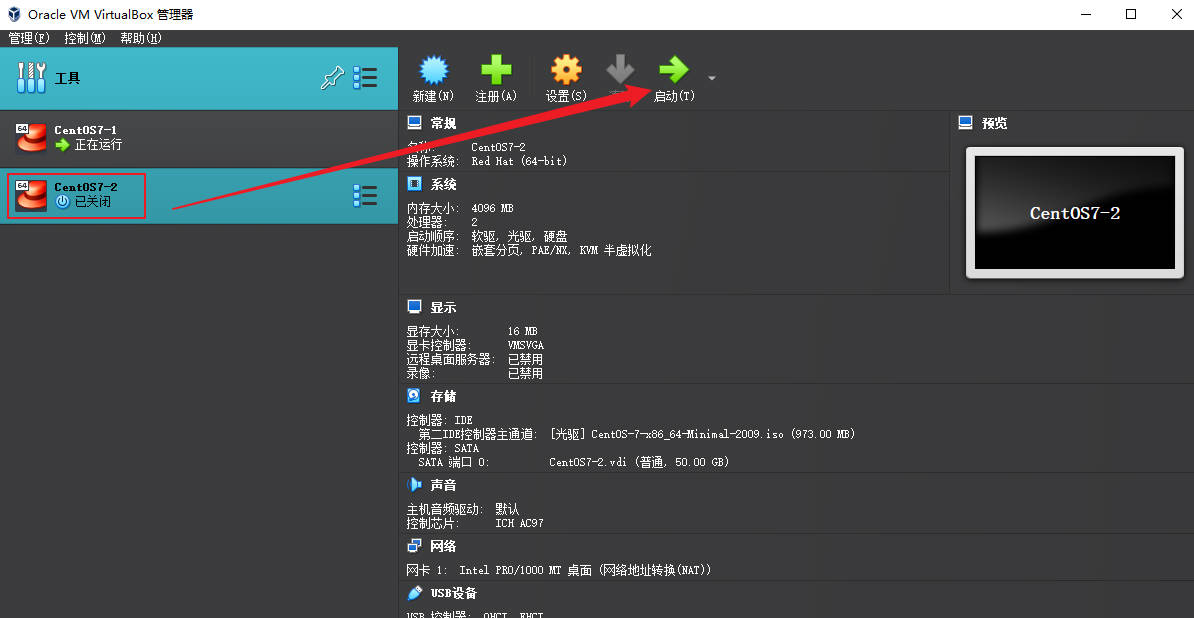 Oracle VM VirtualBox 管理器
管理(F) 控制(M) 帮助(H)
工具
新建(N) 注册(A) 设置(S) 启动(T)
64 CentOS7-1
正在运行
64 CentOS7-2
已关闭
常规
名称: CentOS7-2
操作系统: Red Hat (64-bit)
系统
内存大小: 4096 MB
处理器: 2
启动顺序: 软驱, 光驱, 硬盘
硬件加速: 嵌套分页, PAE/NX, KVM 半虚拟化
预览
CentOS7-2
显示
显存大小: 16 MB
显卡控制器: VMSVGA
远程桌面服务器: 已禁用
录像: 已禁用
存储
控制器: IDE
第二IDE控制器主通道: [光驱] CentOS-7-x86_64-Minimal-2009.iso (973.00 MB)
控制器: SATA
SATA 端口 0: CentOS7-2.vdi (普通, 50.00 GB)
声音
主机音频驱动: 默认
控制芯片: ICH AC97
网络
网卡 1: Intel PRO/1000 MT 桌面 (网络地址转换(NAT))
USB设备
USB 控制器: OHCI, EHCI